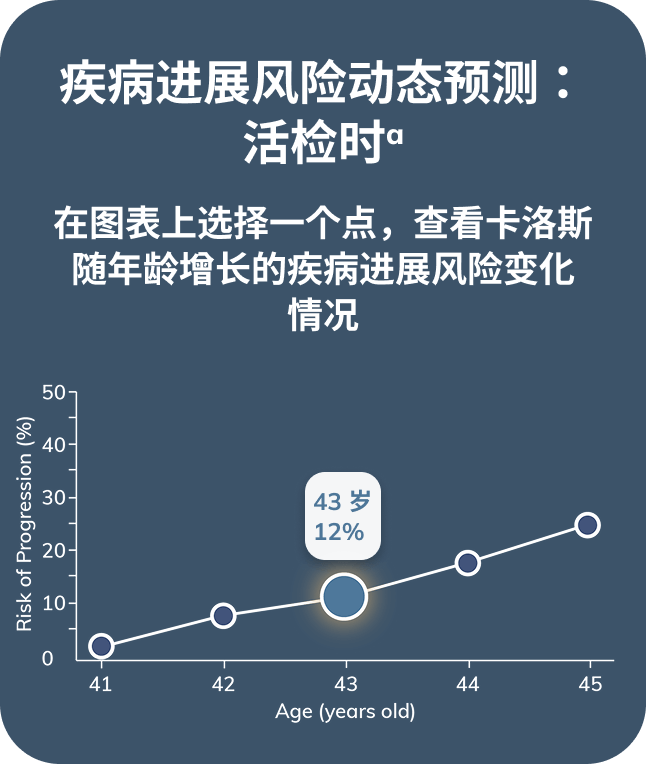 疾病进展风险动态预测：
活检时ᵃ
在图表上选择一个点，查看卡洛斯
随年龄增长的疾病进展风险变化
情况
Risk of Progression (%)
50
40
30
20
10
0
43 岁
12%
41 42 43 44 45
Age (years old)